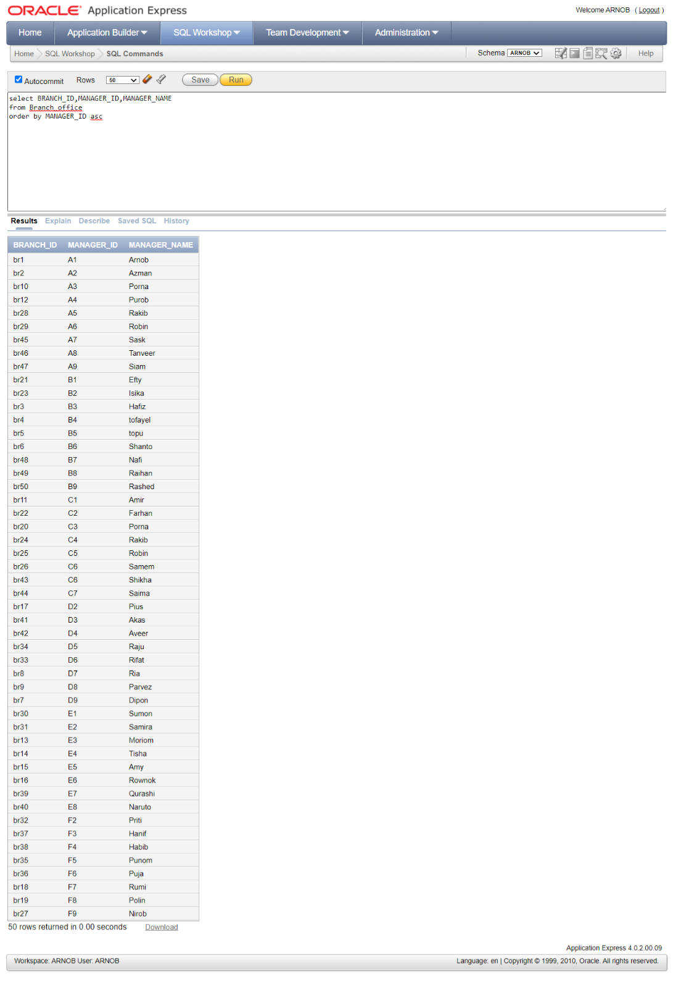 ORACLE® Application Express
Welcome ARNOB ( Logout )
Home Application Builder SQL Workshop Team Development Administration
Home SQL Workshop SQL Commands Schema ARNOB Help
Autocommit Rows 50 Save Run
select BRANCH_ID,MANAGER_ID,MANAGER_NAME
from Branch_office
order by MANAGER_ID asc
Results Explain Describe Saved SQL History
BRANCH_ID MANAGER_ID MANAGER_NAME
br1 A1 Arnob
br2 A2 Azman
br10 A3 Porna
br12 A4 Purob
br28 A5 Rakib
br29 A6 Robin
br45 A7 Sask
br46 A8 Tanveer
br47 A9 Siam
br21 B1 Efty
br23 B2 Isika
br3 B3 Hafiz
br4 B4 tofayel
br5 B5 topu
br6 B6 Shanto
br48 B7 Nafi
br49 B8 Raihan
br50 B9 Rashed
br11 C1 Amir
br22 C2 Farhan
br20 C3 Porna
br24 C4 Rakib
br25 C5 Robin
br26 C6 Samem
br43 C6 Shikha
br44 C7 Saima
br17 D2 Pius
br41 D3 Akas
br42 D4 Aveer
br34 D5 Raju
br33 D6 Rifat
br8 D7 Ria
br9 D8 Parvez
br7 D9 Dipon
br30 E1 Sumon
br31 E2 Samira
br13 E3 Moriom
br14 E4 Tisha
br15 E5 Amy
br16 E6 Rownok
br39 E7 Qurashi
br40 E8 Naruto
br32 F2 Priti
br37 F3 Hanif
br38 F4 Habib
br35 F5 Punom
br36 F6 Puja
br18 F7 Rumi
br19 F8 Polin
br27 F9 Nirob
50 rows returned in 0.00 seconds Download
Application Express 4.0.2.00.09
Workspace: ARNOB User: ARNOB Language: en | Copyright © 1999, 2010, Oracle. All rights reserved.